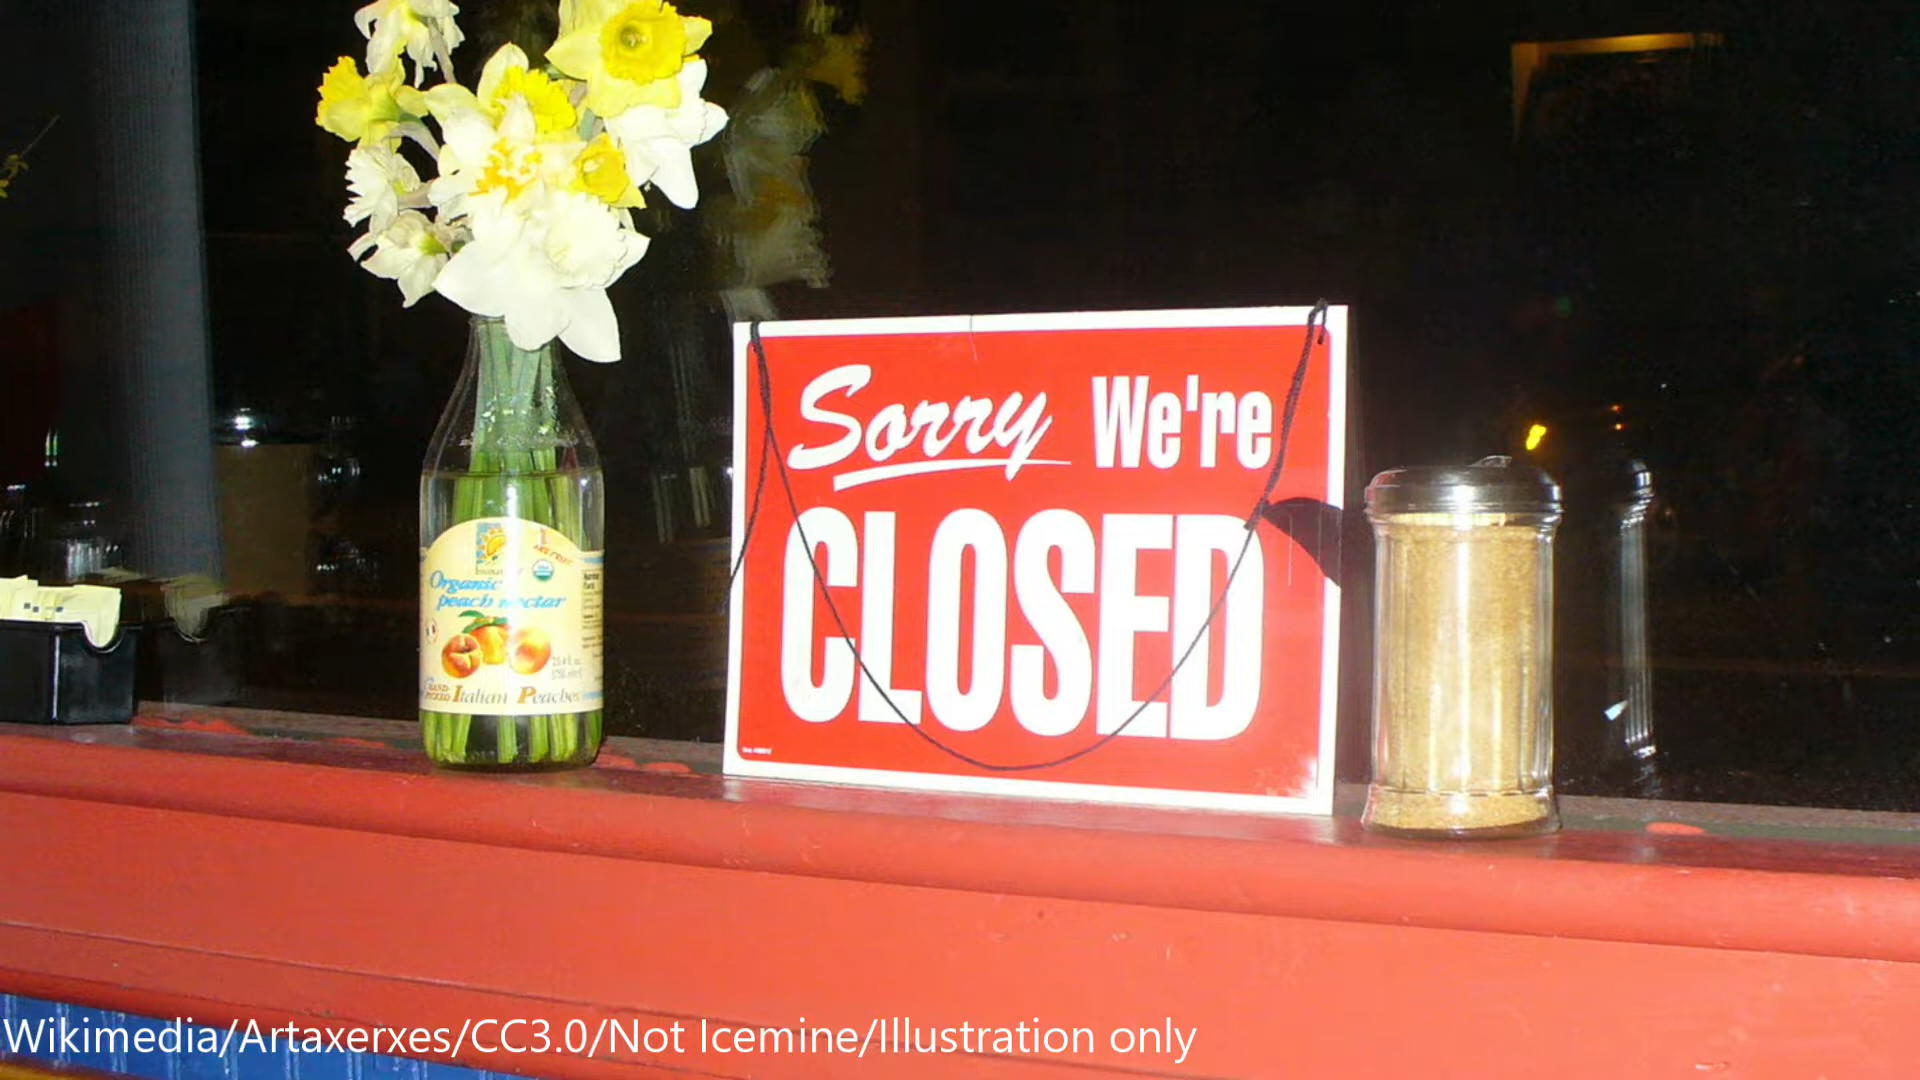 Sorry We're
CLOSED
Organic
peach nectar
Italian Peaches
Wikimedia/Artaxerxes/CC3.0/Not Icemine/Illustration only